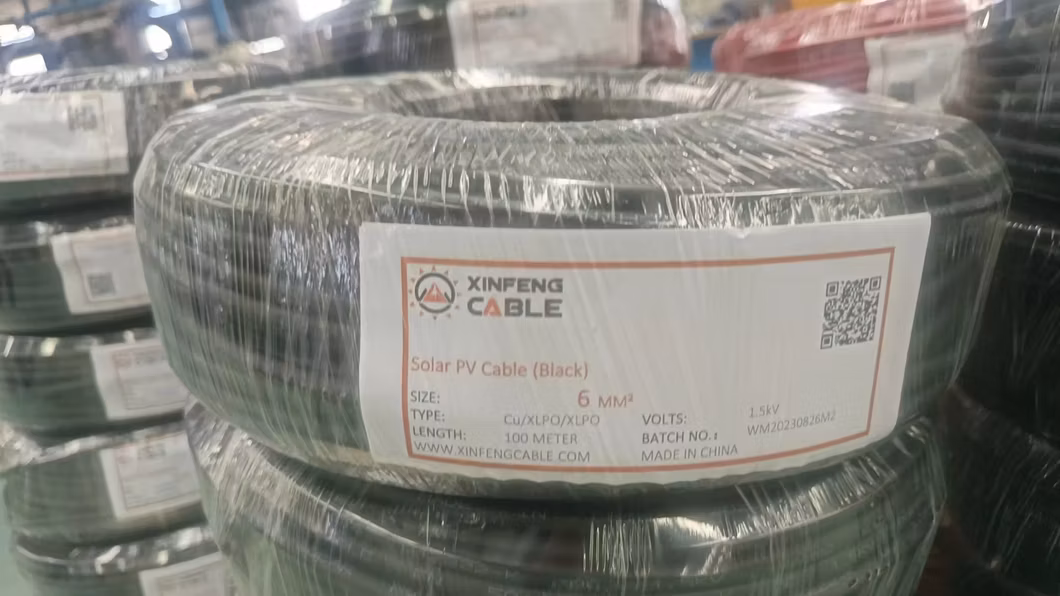 XINFENG
CABLE
Solar PV Cable (Black)
SIZE: 6 MM²
TYPE: Cu/XLPO/XLPO VOLTS: 1.5kV
LENGTH: 100 METER BATCH NO.: WM20230826M2
WWW.XINFENGCABLE.COM MADE IN CHINA